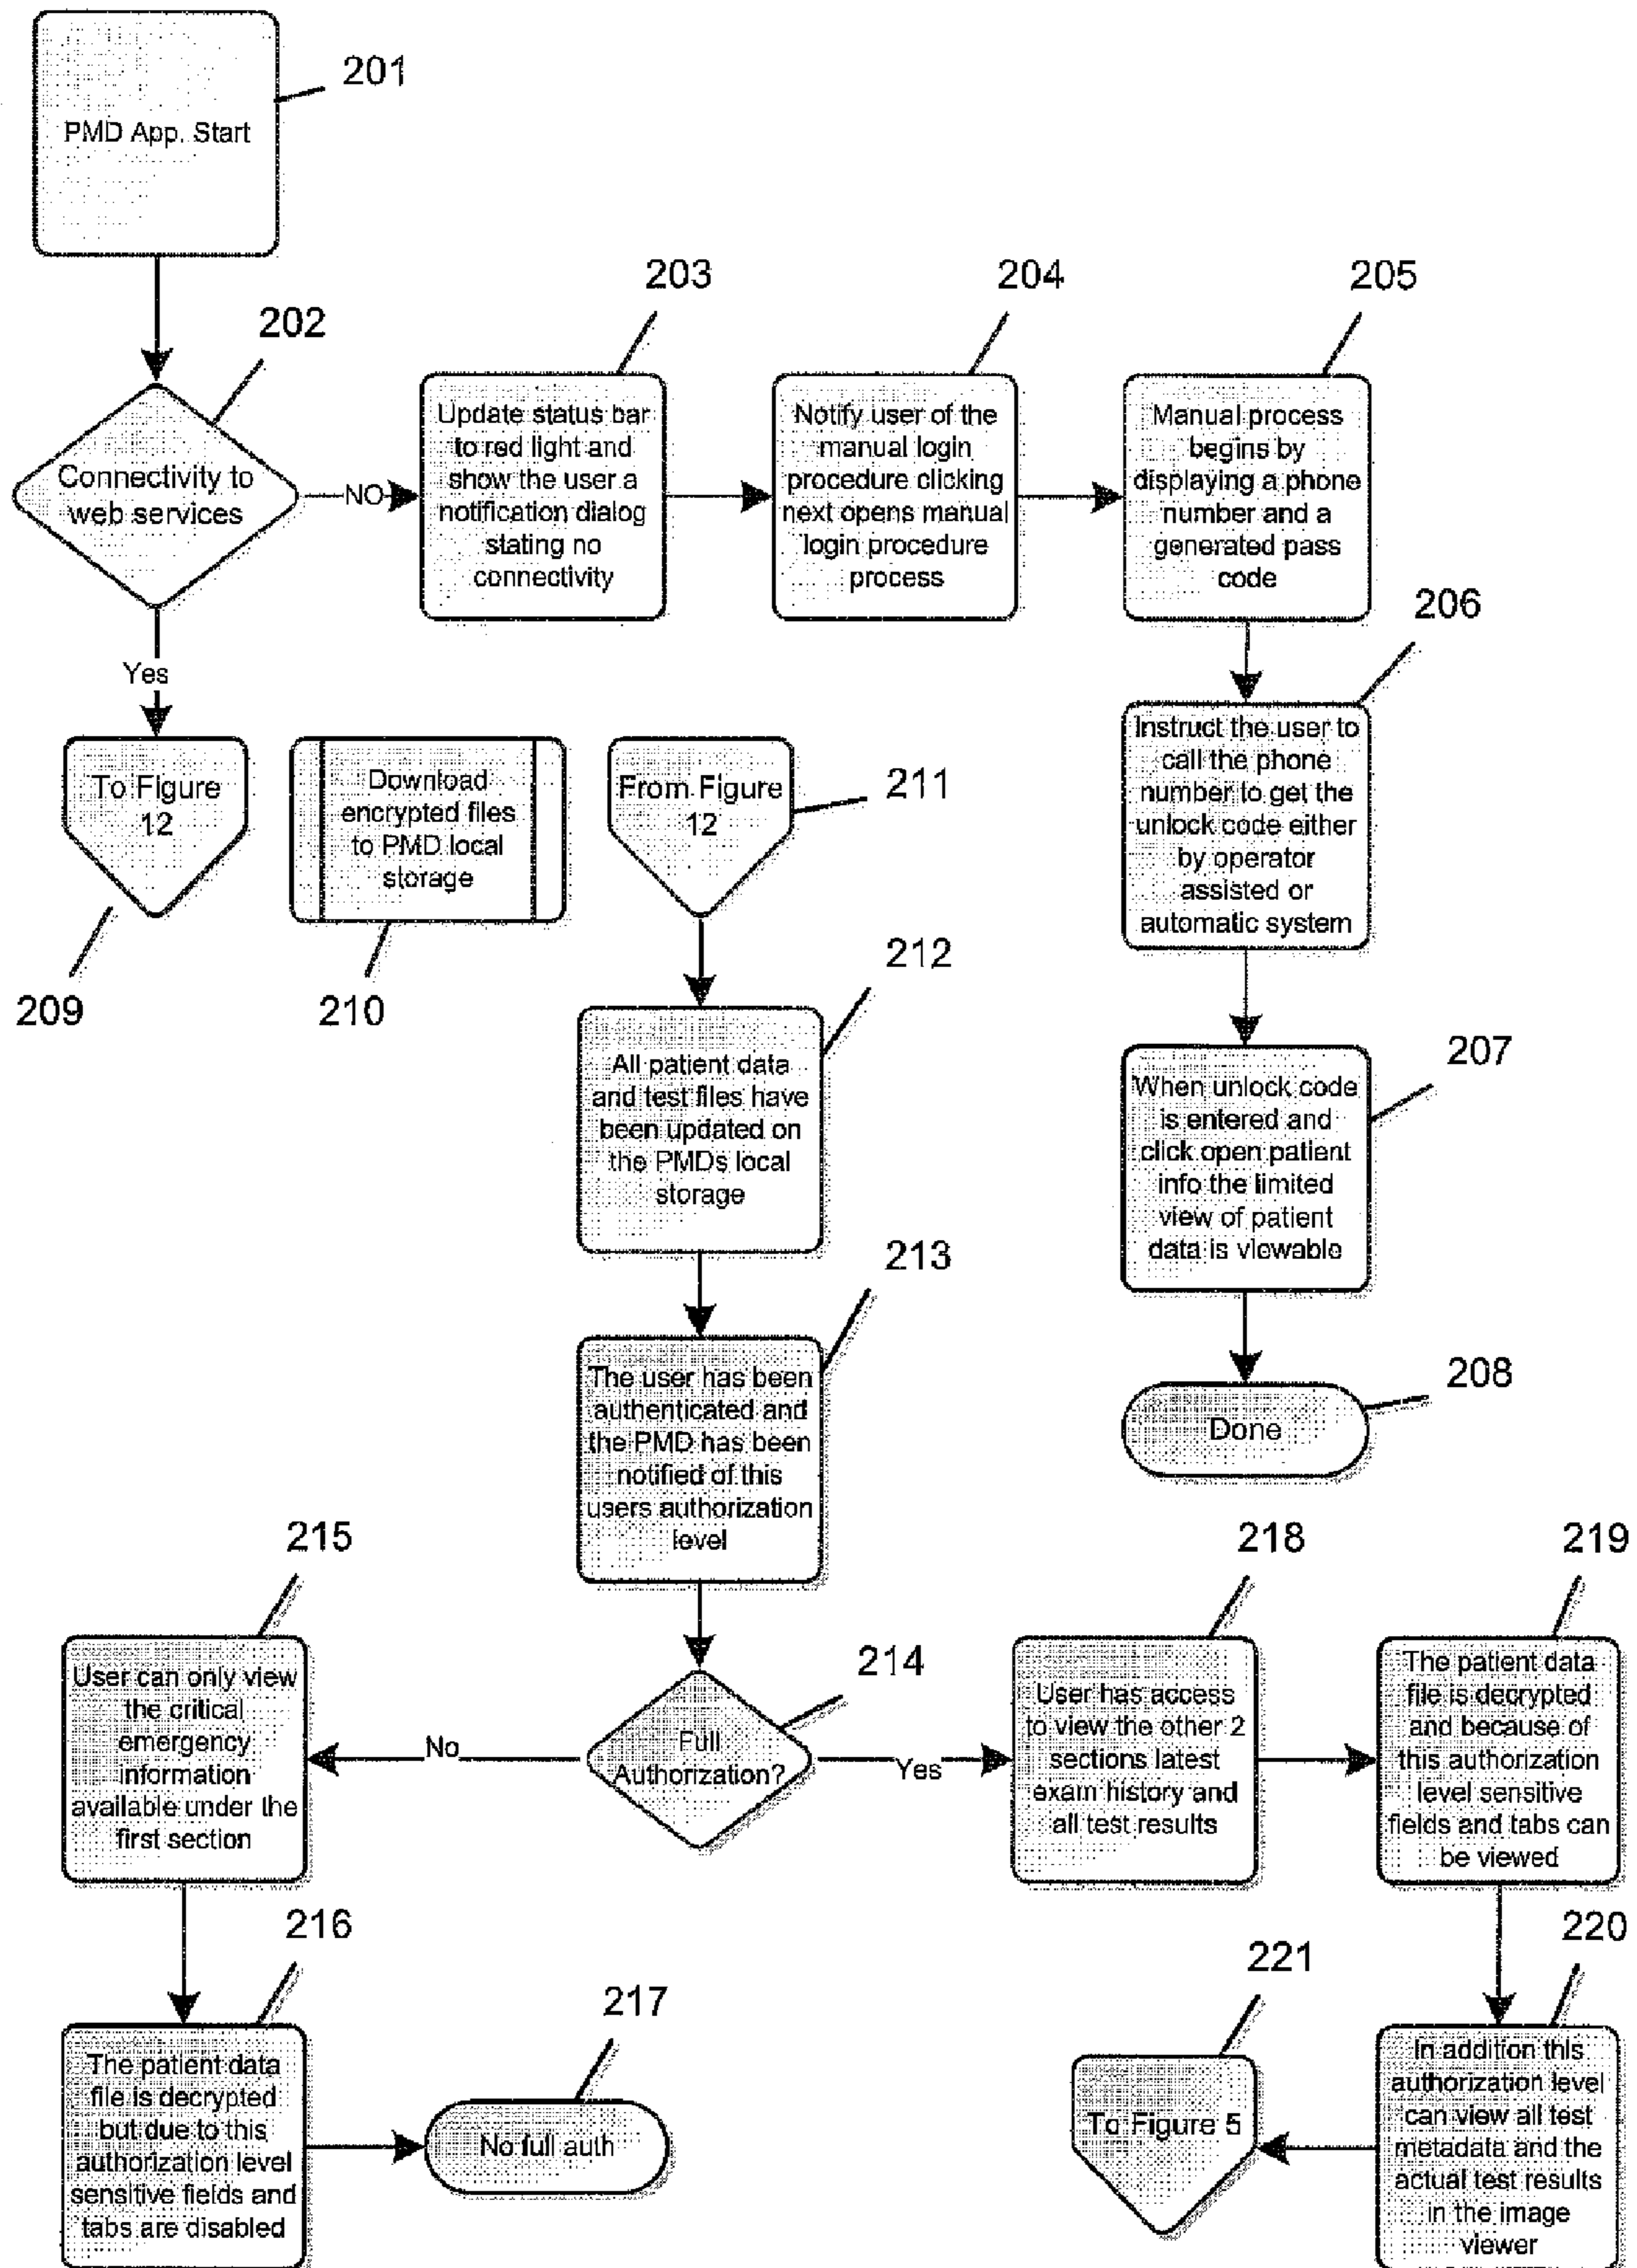 201
PMD App. Start
202
203
204
205
Connectivity to
web services
NO
Update status bar
to red light and
show the user a
notification dialog
stating no
connectivity
Notify user of the
manual login
procedure clicking
next opens manual
login procedure
process
Manual process
begins by
displaying a phone
number and a
generated pass
code
206
Yes
To Figure
12
209
Download
encrypted files
to PMD local
storage
210
From Figure
12
211
Instruct the user to
call the phone
number to get the
unlock code either
by operator
assisted or
automatic system
212
All patient data
and test files have
been updated on
the PMDs local
storage
207
When unlock code
is entered and
click open patient
info the limited
view of patient
data is viewable
213
The user has been
authenticated and
the PMD has been
notified of this
users authorization
level
208
Done
215
User can only view
the critical
emergency
information
available under the
first section
No
214
Full
Authorization?
Yes
218
User has access
to view the other 2
sections latest
exam history and
all test results
219
The patient data
file is decrypted
and because of
this authorization
level sensitive
fields and tabs can
be viewed
216
The patient data
file is decrypted
but due to this
authorization level
sensitive fields and
tabs are disabled
217
No full auth
221
To Figure 5
220
In addition this
authorization level
can view all test
metadata and the
actual test results
in the image
viewer